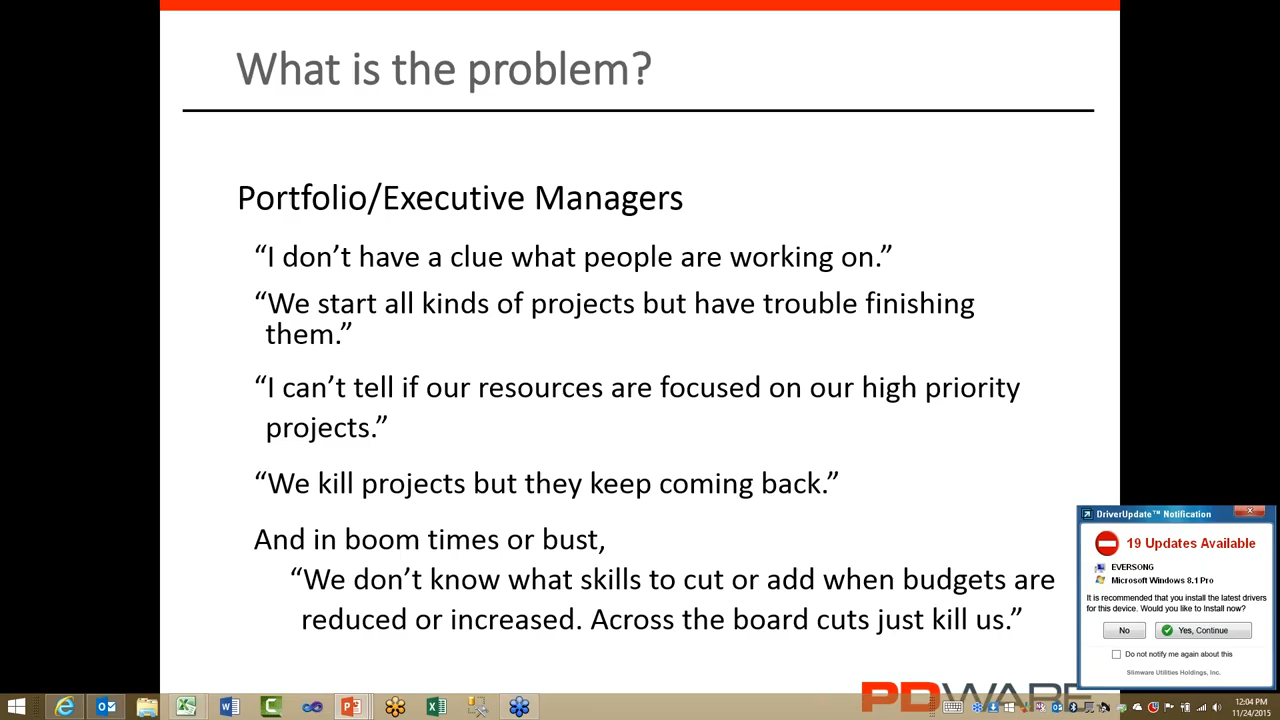 What is the problem?
Portfolio/Executive Managers
“I don’t have a clue what people are working on.”
“We start all kinds of projects but have trouble finishing
them.”
“I can’t tell if our resources are focused on our high priority
projects.”
“We kill projects but they keep coming back.”
And in boom times or bust,
“We don’t know what skills to cut or add when budgets are
reduced or increased. Across the board cuts just kill us.”
DriverUpdate™ Notification
19 Updates Available
EVERSONG
Microsoft Windows 8.1 Pro
It is recommended that you install the latest drivers
for this device. Would you like to Install now?
No
Yes, Continue
Do not notify me again about this
Slimware Utilities Holdings, Inc.
PDWARE
12:04 PM
11/24/2015